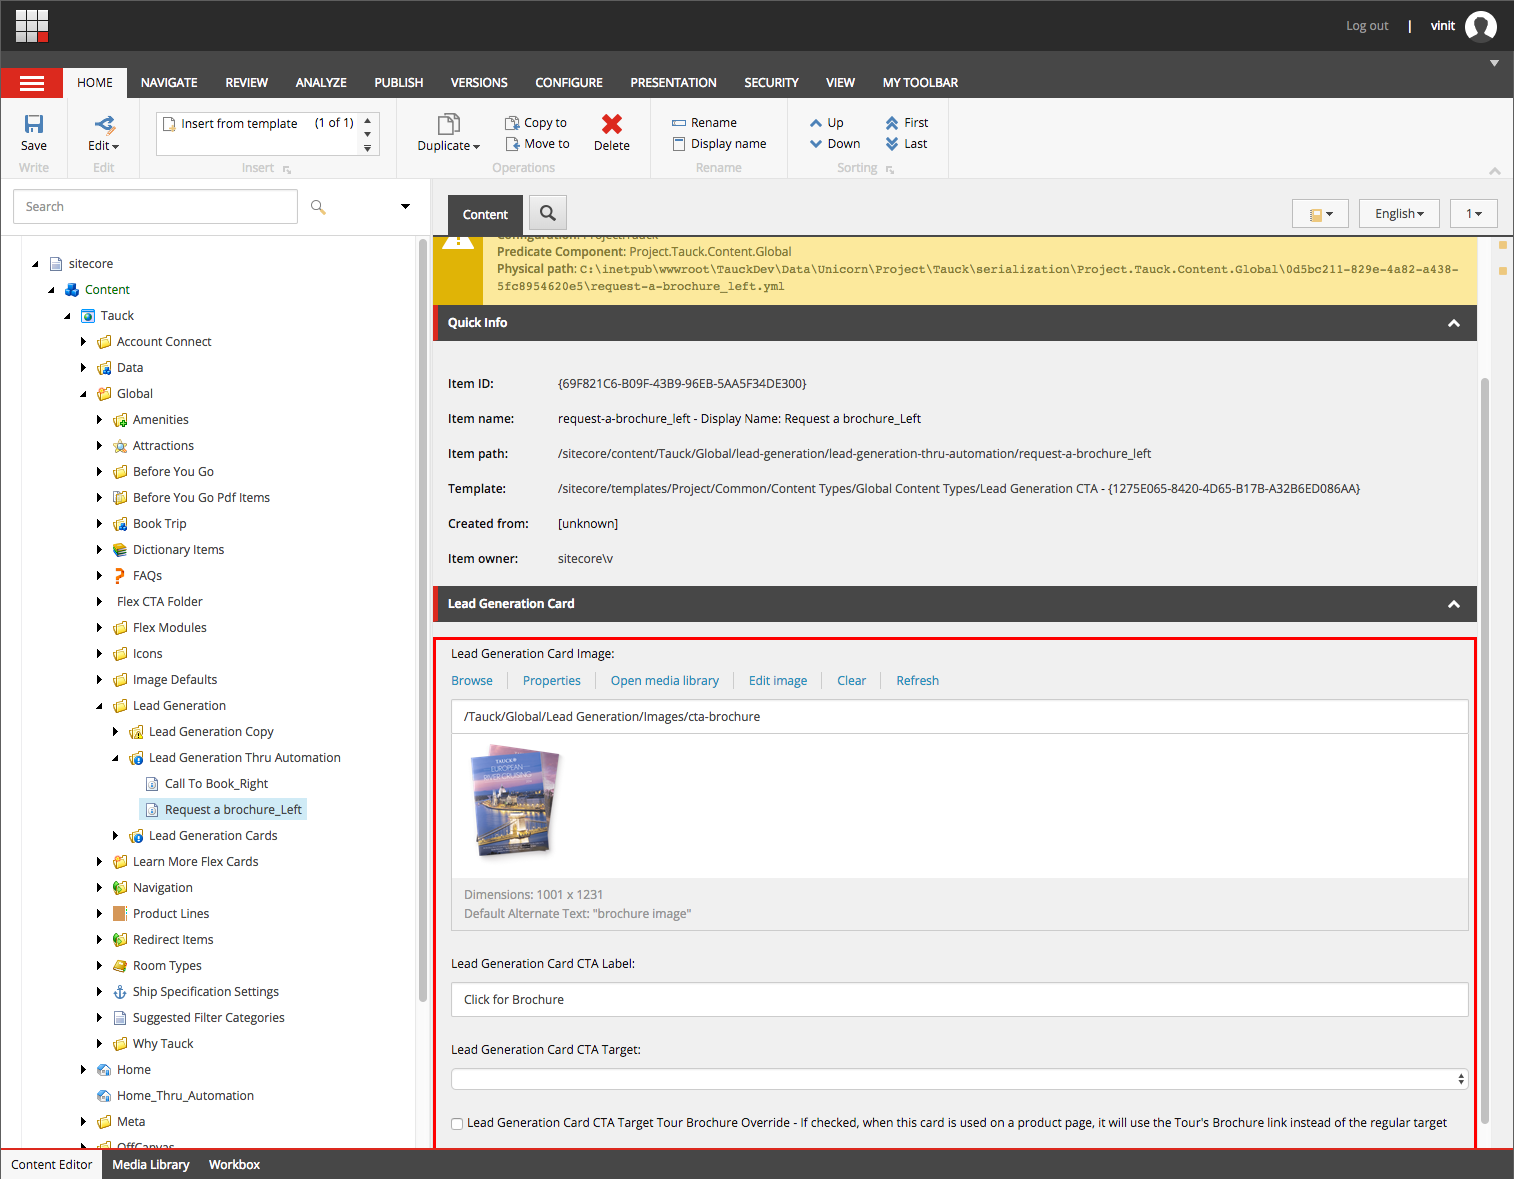 Log out | vinit
HOME NAVIGATE REVIEW ANALYZE PUBLISH VERSIONS CONFIGURE PRESENTATION SECURITY VIEW MY TOOLBAR
Save
Write
Edit
Edit
Insert from template (1 of 1)
Insert
Duplicate
Copy to
Move to
Delete
Operations
Rename
Display name
Rename
Up
Down
First
Last
Sorting
Search
sitecore
Content
Tauck
Account Connect
Data
Global
Amenities
Attractions
Before You Go
Before You Go Pdf Items
Book Trip
Dictionary Items
FAQs
Flex CTA Folder
Flex Modules
Icons
Image Defaults
Lead Generation
Lead Generation Copy
Lead Generation Thru Automation
Call To Book_Right
Request a brochure_Left
Lead Generation Cards
Learn More Flex Cards
Navigation
Product Lines
Redirect Items
Room Types
Ship Specification Settings
Suggested Filter Categories
Why Tauck
Home
Home_Thru_Automation
Meta
OffCanvas
Content
English
1
Configuration: Project.Tauck
Predicate Component: Project.Tauck.Content.Global
Physical path: C:\inetpub\wwwroot\TauckDev\Data\Unicorn\Project\Tauck\serialization\Project.Tauck.Content.Global\0d5bc211-829e-4a82-a438-
5fc8954620e5\request-a-brochure_left.yml
Quick Info
Item ID: {69F821C6-B09F-43B9-96EB-5AA5F34DE300}
Item name: request-a-brochure_left - Display Name: Request a brochure_Left
Item path: /sitecore/content/Tauck/Global/lead-generation/lead-generation-thru-automation/request-a-brochure_left
Template: /sitecore/templates/Project/Common/Content Types/Global Content Types/Lead Generation CTA - {1275E065-8420-4D65-B17B-A32B6ED086AA}
Created from: [unknown]
Item owner: sitecore\v
Lead Generation Card
Lead Generation Card Image:
Browse Properties Open media library Edit image Clear Refresh
/Tauck/Global/Lead Generation/Images/cta-brochure
TAUCK
EUROPEAN
RIVER CRUISING
Dimensions: 1001 x 1231
Default Alternate Text: "brochure image"
Lead Generation Card CTA Label:
Click for Brochure
Lead Generation Card CTA Target:
Lead Generation Card CTA Target Tour Brochure Override - If checked, when this card is used on a product page, it will use the Tour's Brochure link instead of the regular target
Content Editor Media Library Workbox